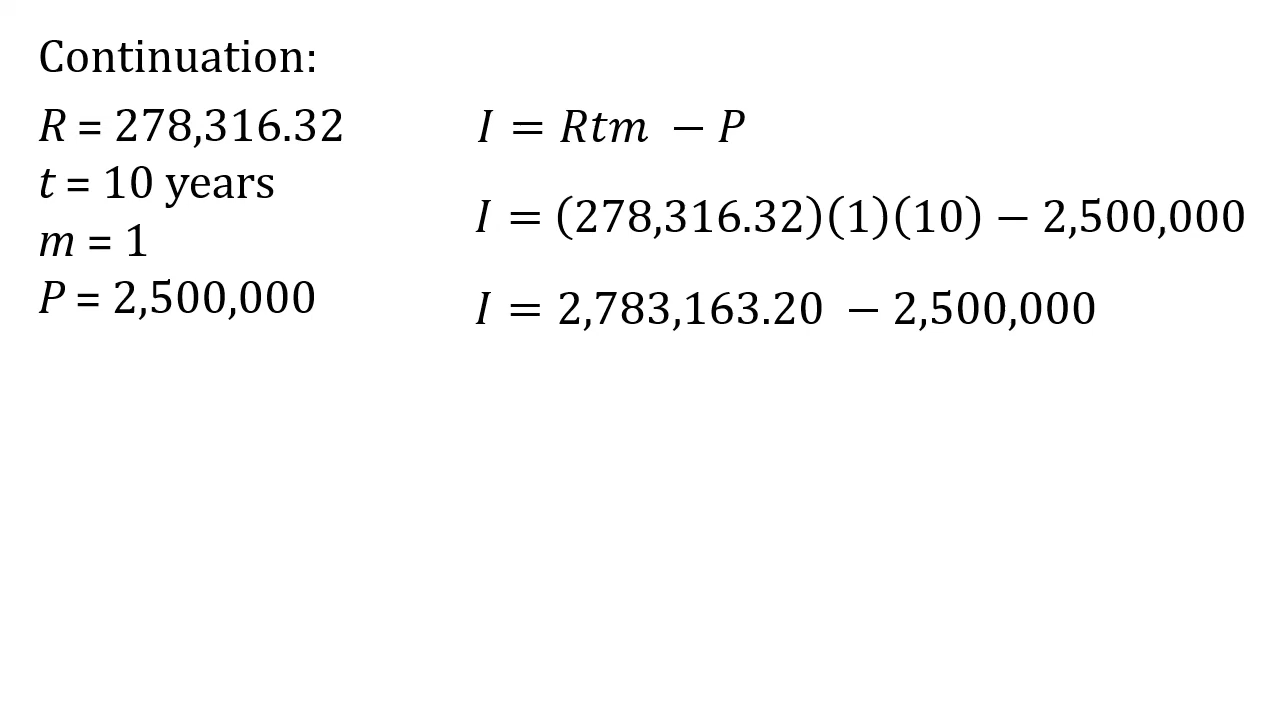 Continuation:
R = 278,316.32
t = 10 years
m = 1
P = 2,500,000
I = Rtm − P
I = (278,316.32)(1)(10) − 2,500,000
I = 2,783,163.20 − 2,500,000